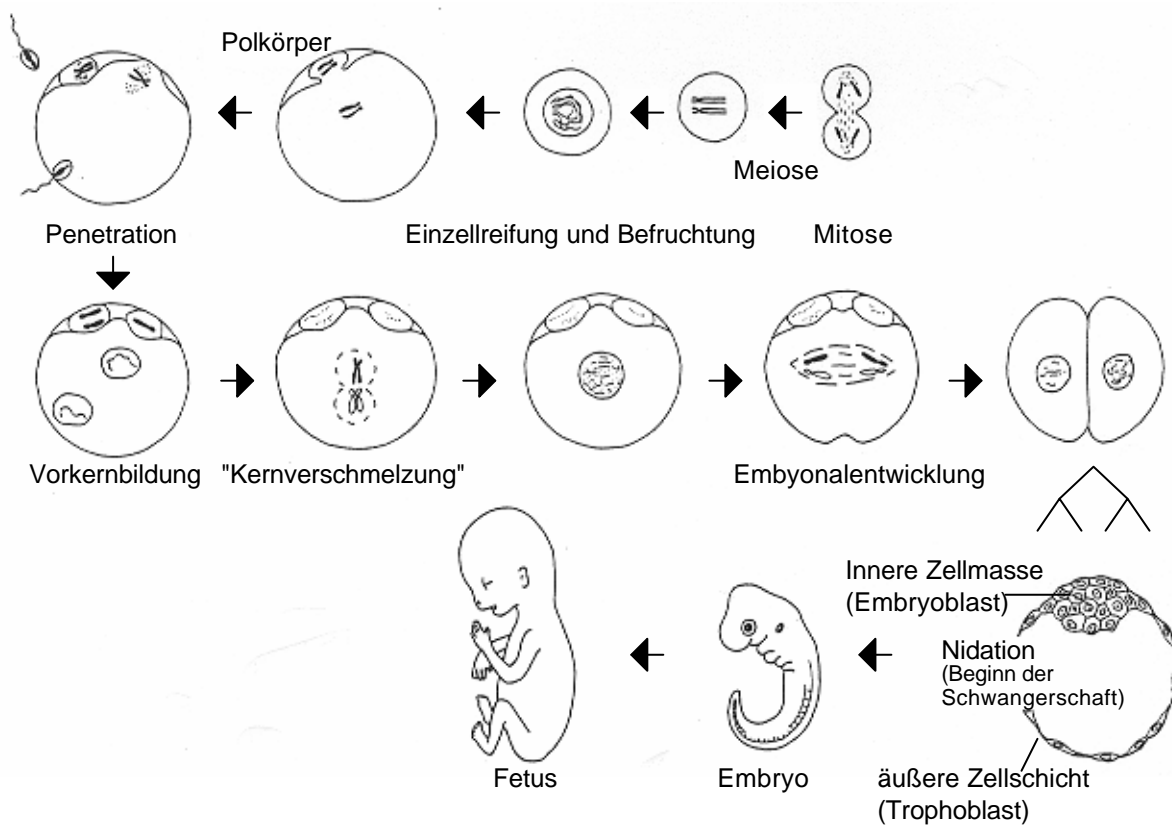 Polkörper
Meiose
Penetration
Einzellreifung und Befruchtung
Mitose
Vorkernbildung
"Kernverschmelzung"
Embyonalentwicklung
Innere Zellmasse
(Embryoblast)
Nidation
(Beginn der
Schwangerschaft)
Fetus
Embryo
äußere Zellschicht
(Trophoblast)